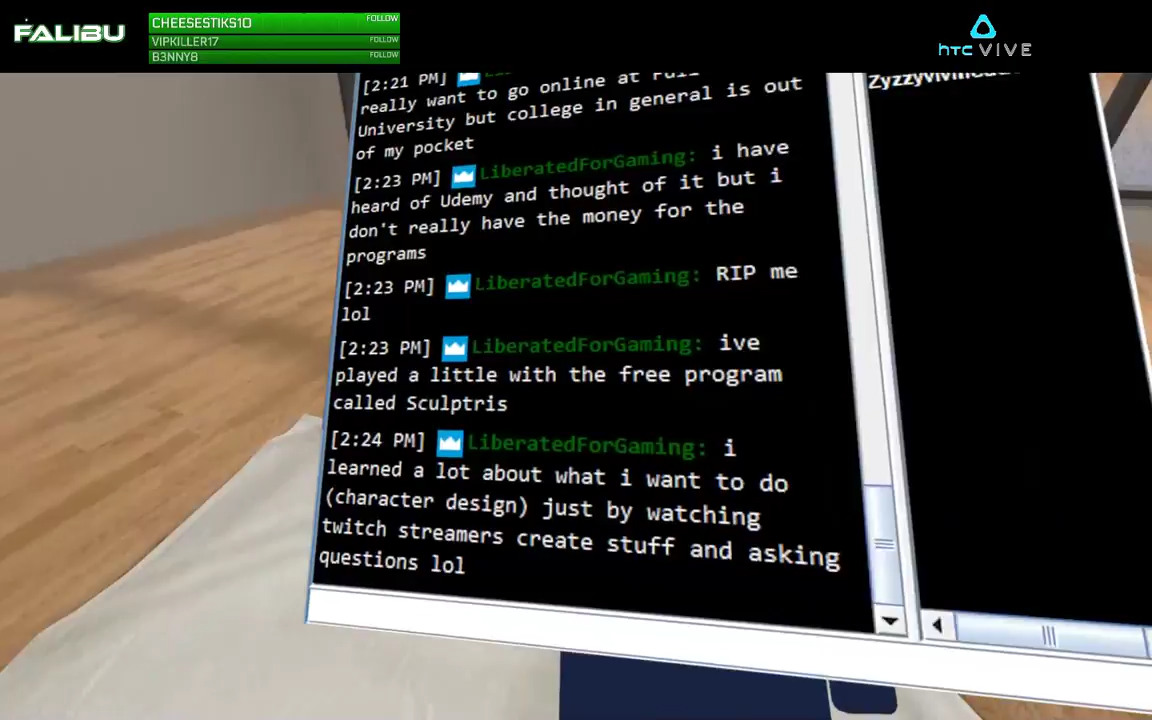 FALIBU
CHEESESTIKS10 FOLLOW
VIPKILLER17 FOLLOW
B3NNY8 FOLLOW
htc VIVE
[2:21 PM]
really want to go online at Full
University but college in general is out
of my pocket
[2:23 PM] LiberatedForGaming: i have
heard of Udemy and thought of it but i
don't really have the money for the
programs
[2:23 PM] LiberatedForGaming: RIP me
lol
[2:23 PM] LiberatedForGaming: ive
played a little with the free program
called Sculptris
[2:24 PM] LiberatedForGaming: i
learned a lot about what i want to do
(character design) just by watching
twitch streamers create stuff and asking
questions lol